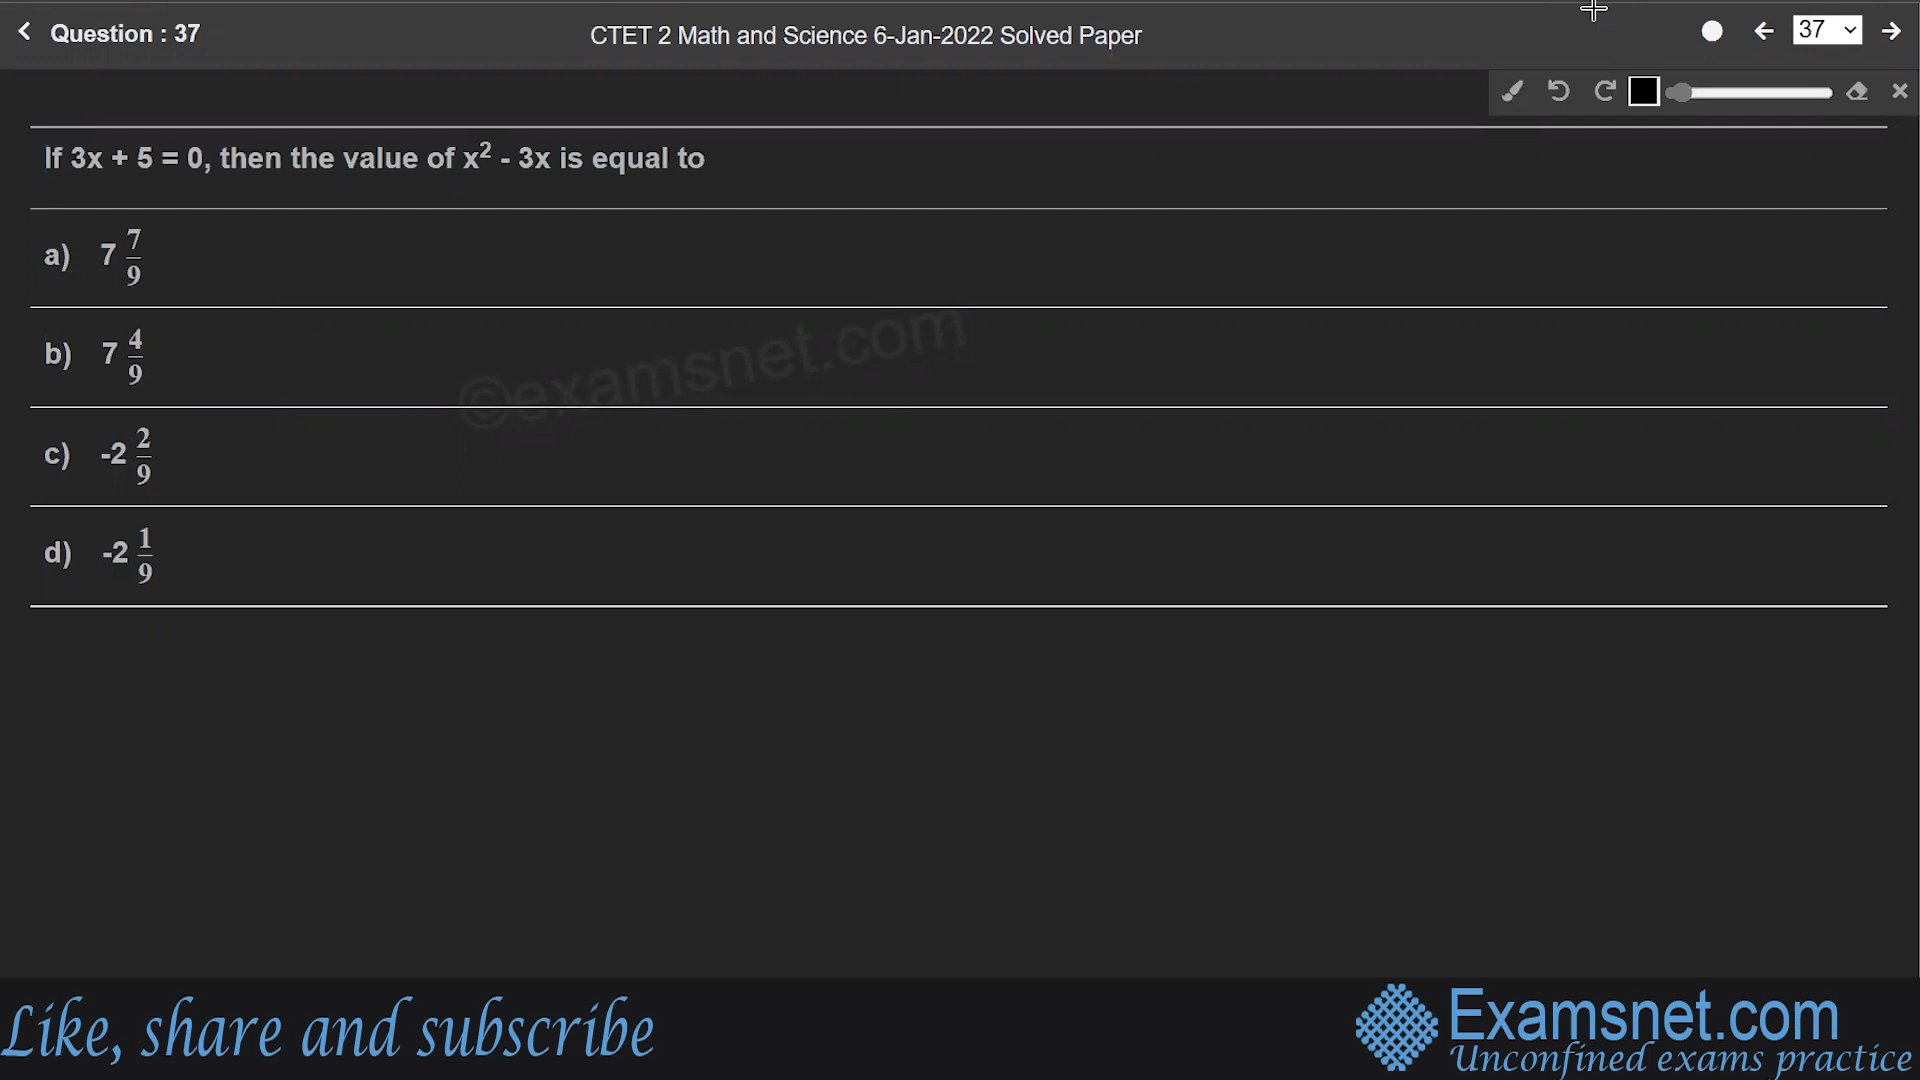 Question : 37
CTET 2 Math and Science 6-Jan-2022 Solved Paper
37
If 3x + 5 = 0, then the value of x² - 3x is equal to
a) 7 7/9
b) 7 4/9
©examsnet.com
c) -2 2/9
d) -2 1/9
Like, share and subscribe
Examsnet.com
Unconfined exams practice